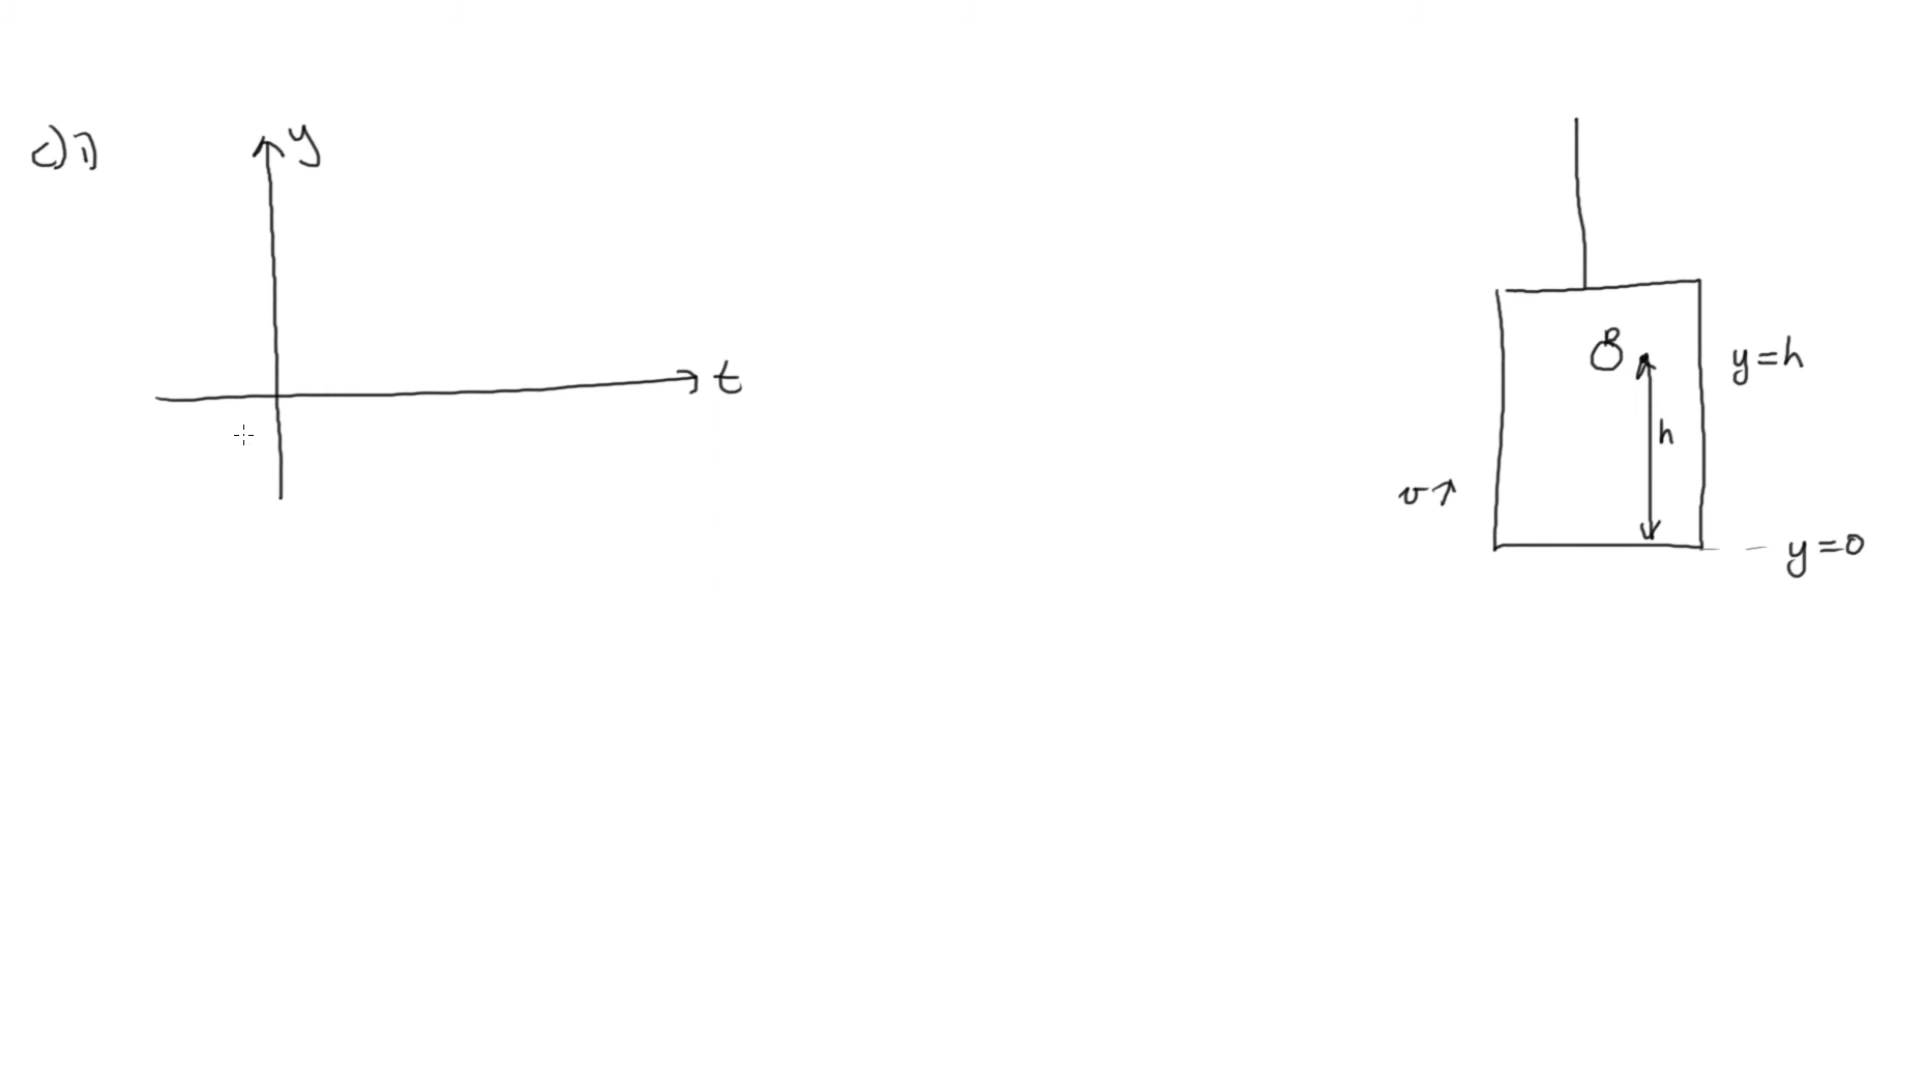 c)i)
y
t
y=h
h
v↑
y=0